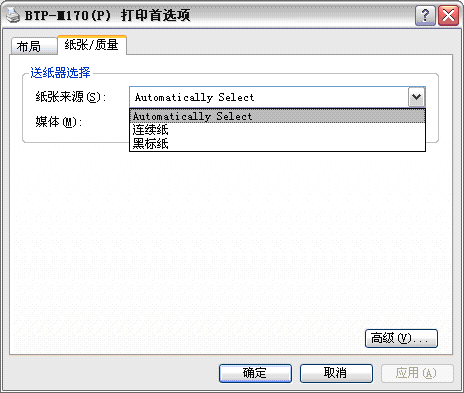 BTP-M170(P) 打印首选项
布局 纸张/质量
送纸器选择
纸张来源(S): Automatically Select
媒体(M): Automatically Select
连续纸
黑标纸
高级(V)...
确定 取消 应用(A)